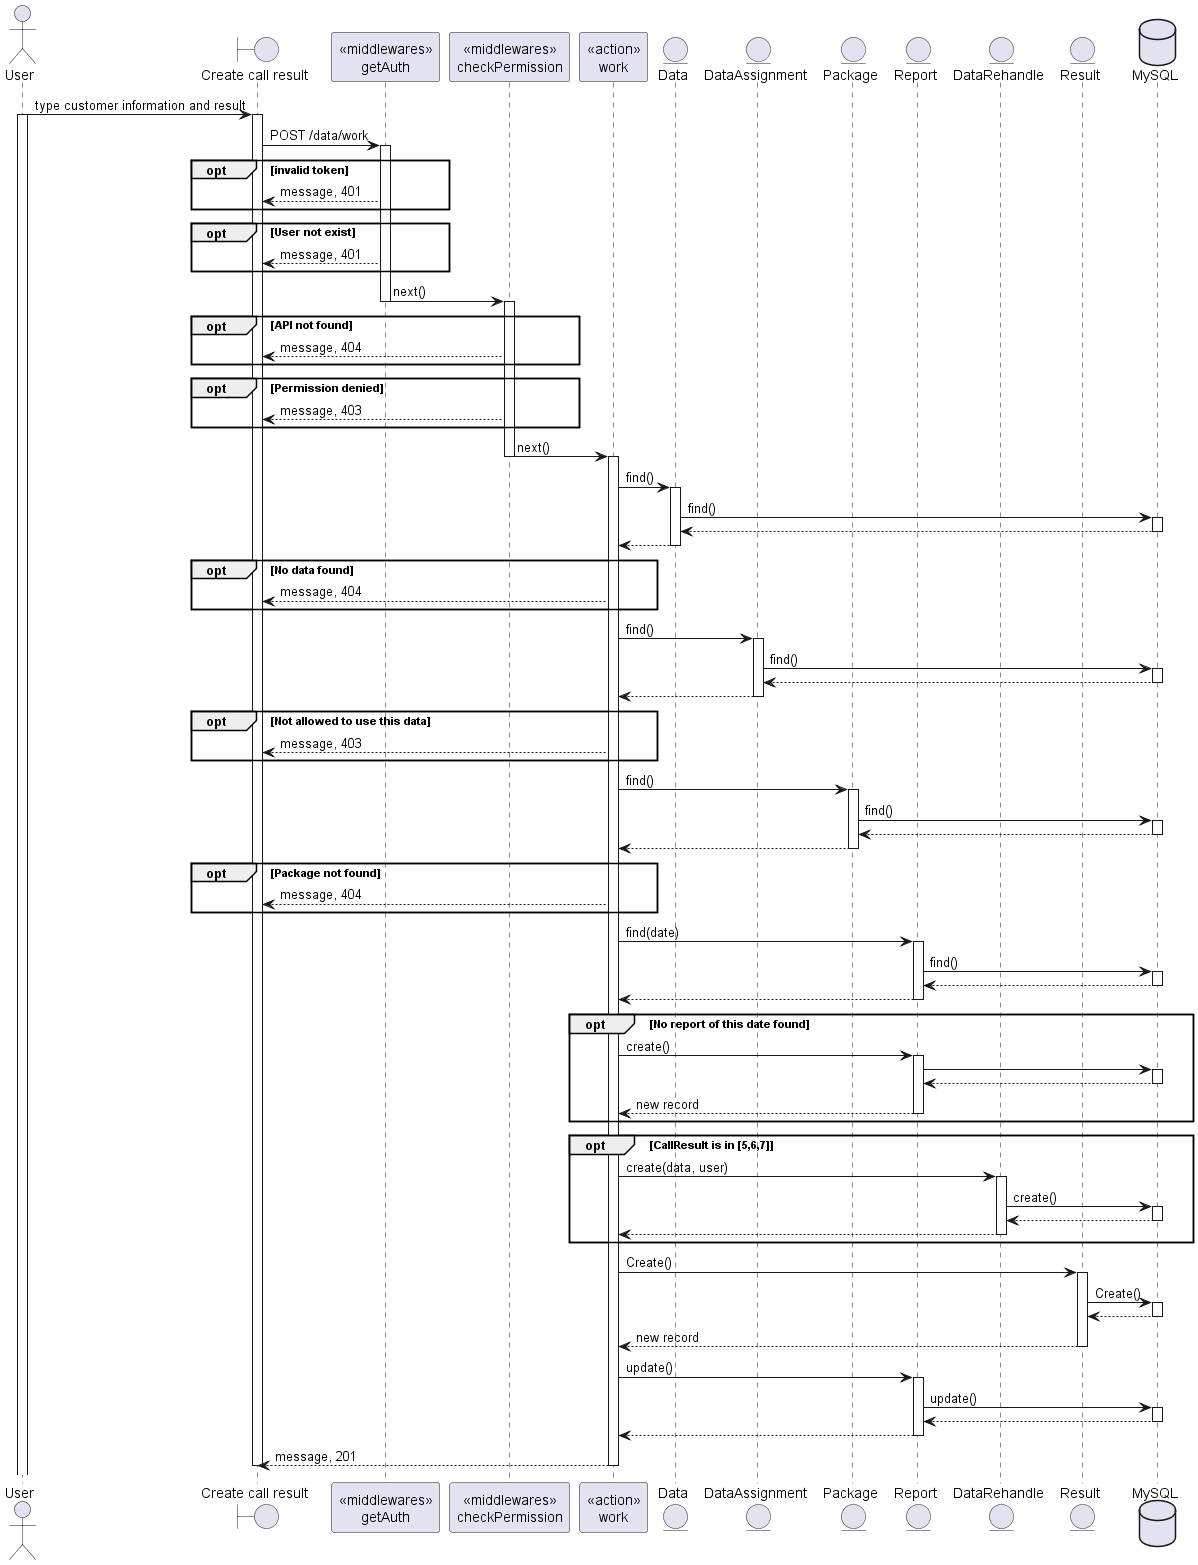 User
Create call result
«middlewares»
getAuth
«middlewares»
checkPermission
«action»
work
Data
DataAssignment
Package
Report
DataRehandle
Result
MySQL
type customer information and result
POST /data/work
opt [invalid token]
message, 401
opt [User not exist]
message, 401
next()
opt [API not found]
message, 404
opt [Permission denied]
message, 403
next()
find()
find()
opt [No data found]
message, 404
find()
find()
opt [Not allowed to use this data]
message, 403
find()
find()
opt [Package not found]
message, 404
find(date)
find()
opt [No report of this date found]
create()
new record
opt [CallResult is in [5,6,7]]
create(data, user)
create()
Create()
Create()
new record
update()
update()
message, 201
User
Create call result
«middlewares»
getAuth
«middlewares»
checkPermission
«action»
work
Data
DataAssignment
Package
Report
DataRehandle
Result
MySQL